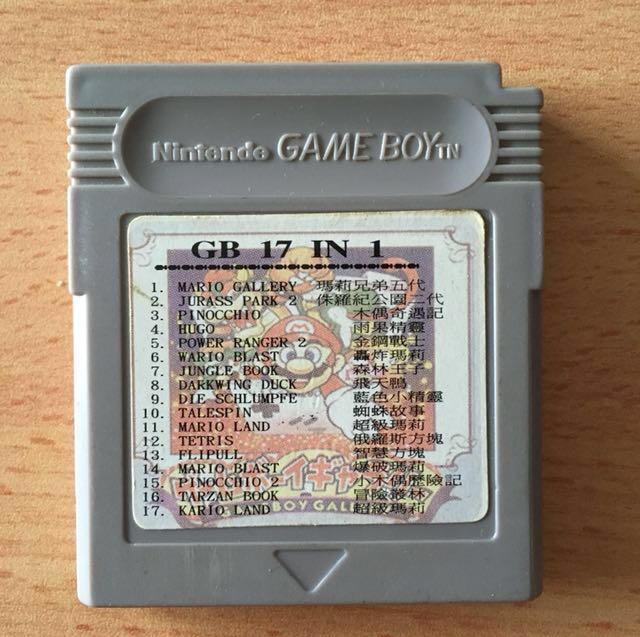 Nintende GAME BOY TN
GB 17 IN 1
1. MARIO GALLERY 瑪莉兄弟五代
2. JURASS PARK 2 侏羅紀公園二代
3. PINOCCHIO 木偶奇遇記
4. HUGO 雨果精靈
5. POWER RANGER 2 金鋼戰士
6. WARIO BLAST 轟炸瑪莉
7. JUNGLE BOOK 森林王子
8. DARKWING DUCK 飛天鴨
9. DIE SCHLUMPFE 藍色小精靈
10. TALESPIN 蜘蛛故事
11. MARIO LAND 超級瑪莉
12. TETRIS 俄羅斯方塊
13. FLIPULL 智慧方塊
14. MARIO BLAST 爆破瑪莉
15. PINOCCHIO 2 小木偶歷險記
16. TARZAN BOOK 冒險叢林
17. KARIO LAND 超級瑪莉
BOY GALL